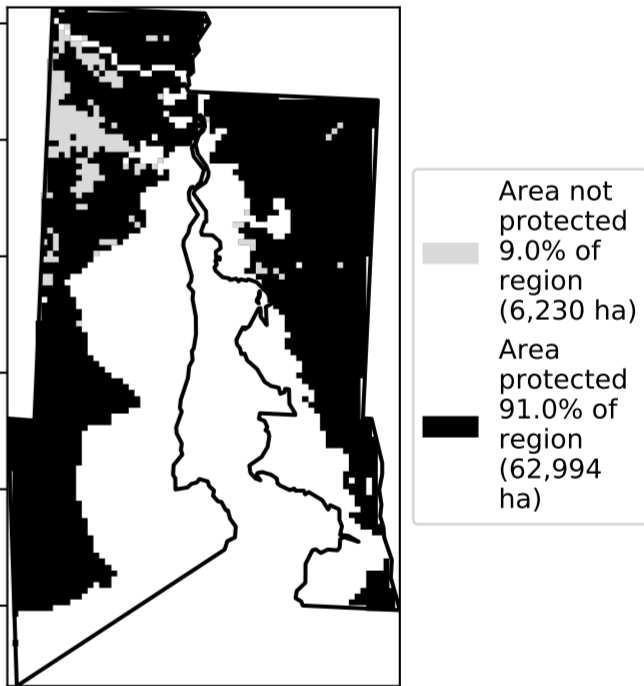 Area not
protected
9.0% of
region
(6,230 ha)
Area
protected
91.0% of
region
(62,994
ha)